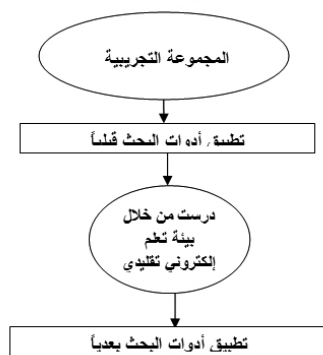 المجموعة التجريبية
تطبيق أدوات البحث قبلياً
درست من خلال
بيئة تعلم
إلكتروني تقليدي
تطبيق أدوات البحث بعدياً